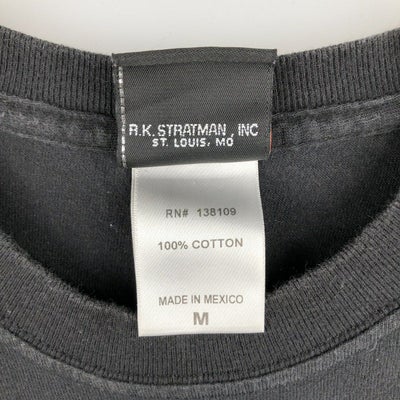 R.K. STRATMAN, INC
ST. LOUIS, MO
RN# 138109
100% COTTON
MADE IN MEXICO
M